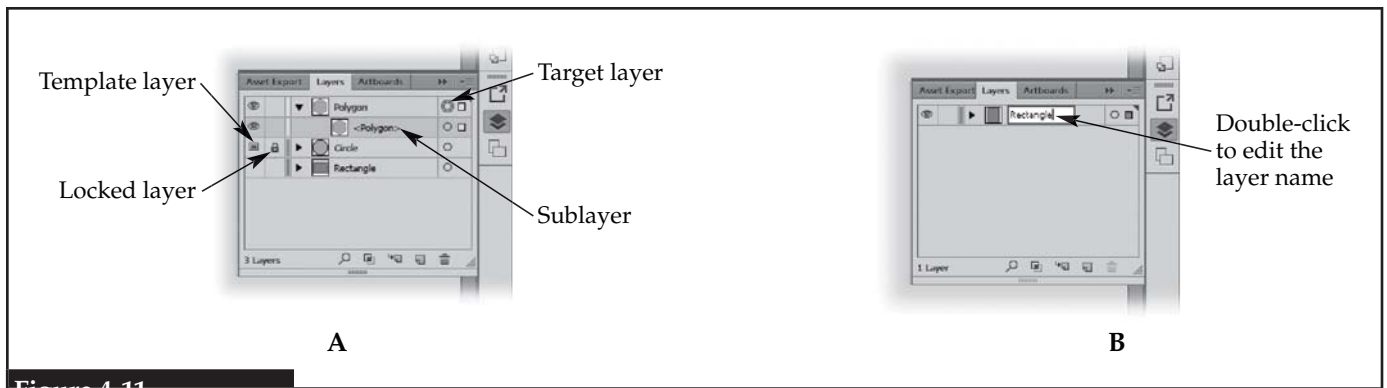 Asset Export Layers Artboards
Polygon
<Polygon>
Circle
Rectangle
3 Layers
Template layer
Locked layer
Target layer
Sublayer
A
Asset Export Layers Artboards
Rectangle
1 Layer
Double-click
to edit the
layer name
B
Figure 4-11